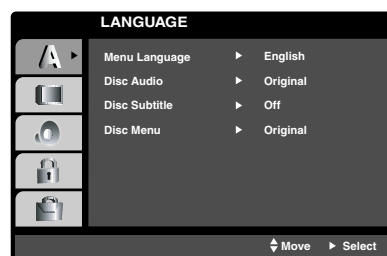 LANGUAGE
A
Menu Language ▶ English
Disc Audio ▶ Original
Disc Subtitle ▶ Off
Disc Menu ▶ Original
Move ▶ Select